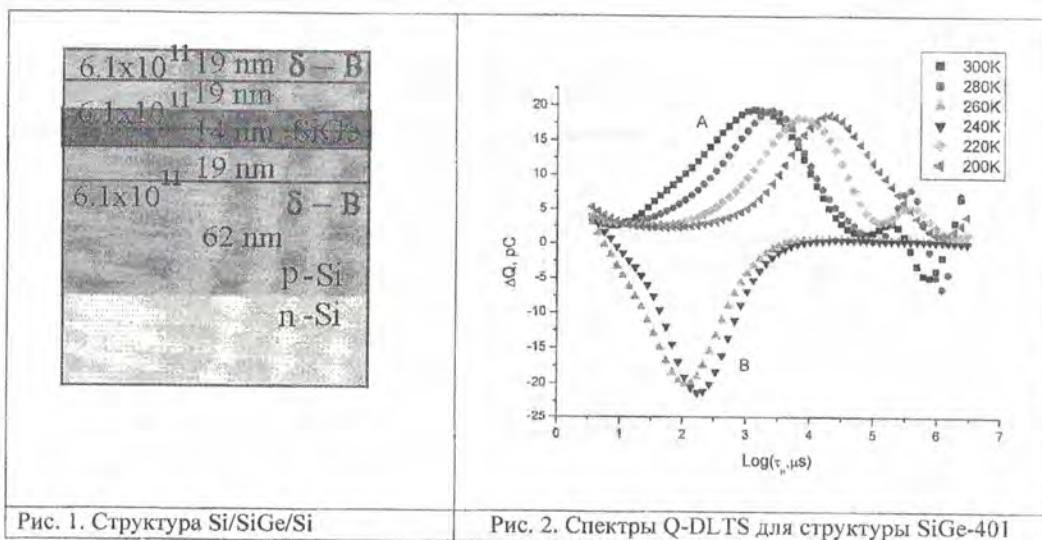 6.1x10¹¹ 19 nm δ – B
19 nm
6.1x10¹¹
14 nm SiGe
19 nm
6.1x10¹¹
δ – B
62 nm
p-Si
n-Si
Рис. 1. Структура Si/SiGe/Si
300K
280K
260K
240K
220K
200K
A
B
ΔQ, pC
20
15
10
5
0
-5
-10
-15
-20
-25
0 1 2 3 4 5 6 7
Log(τ,μs)
Рис. 2. Спектры Q-DLTS для структуры SiGe-401